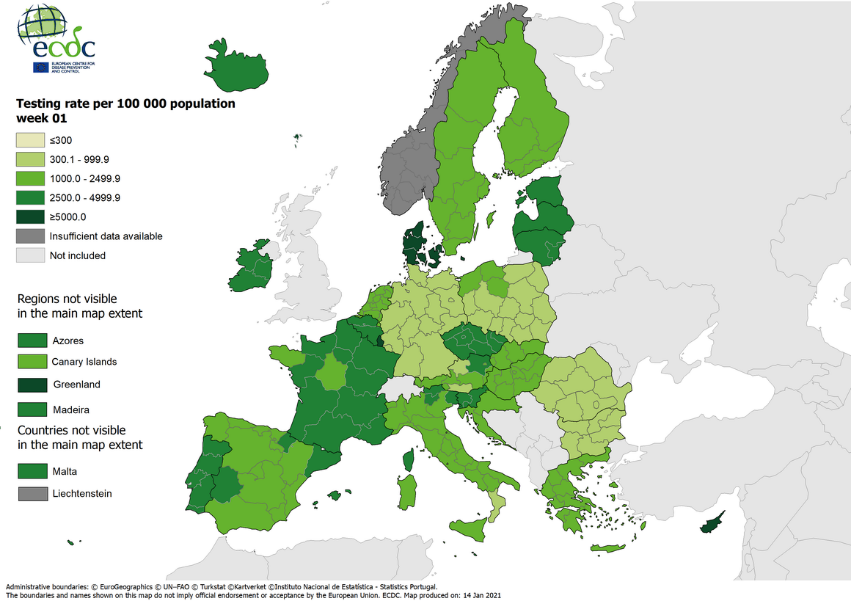 ecdc
EUROPEAN CENTRE FOR
DISEASE PREVENTION
AND CONTROL
Testing rate per 100 000 population
week 01
≤300
300.1 - 999.9
1000.0 - 2499.9
2500.0 - 4999.9
≥5000.0
Insufficient data available
Not included
Regions not visible
in the main map extent
Azores
Canary Islands
Greenland
Madeira
Countries not visible
in the main map extent
Malta
Liechtenstein
Administrative boundaries: © EuroGeographics © UN–FAO © Turkstat ©Kartverket ©Instituto Nacional de Estatística - Statistics Portugal.
The boundaries and names shown on this map do not imply official endorsement or acceptance by the European Union. ECDC. Map produced on: 14 Jan 2021